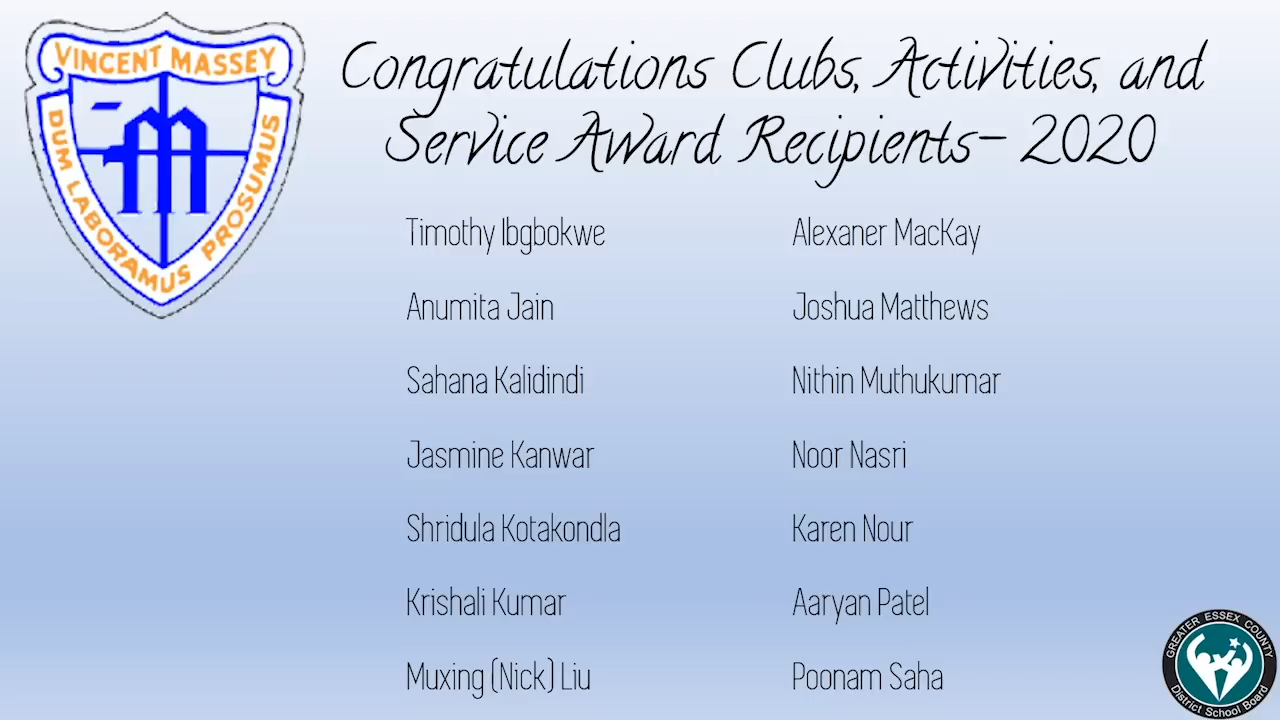 VINCENT MASSEY
DUM LABORAMUS PROSUMUS
M
Congratulations Clubs, Activities, and
Service Award Recipients- 2020
Timothy Ibgbokwe
Anumita Jain
Sahana Kalidindi
Jasmine Kanwar
Shridula Kotakondla
Krishali Kumar
Muxing (Nick) Liu
Alexaner MacKay
Joshua Matthews
Nithin Muthukumar
Noor Nasri
Karen Nour
Aaryan Patel
Poonam Saha
GREATER ESSEX COUNTY
District School Board